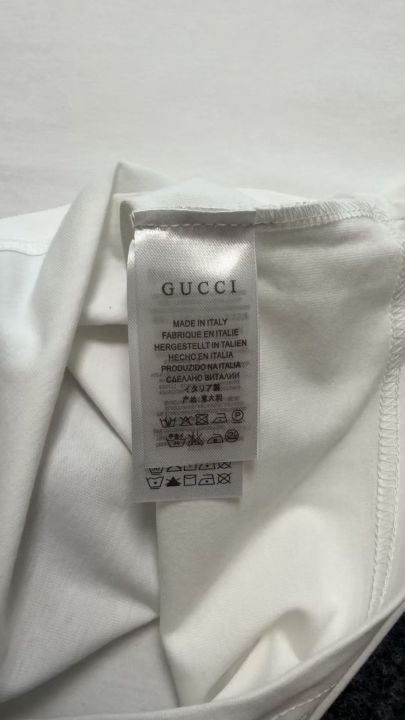 GUCCI
MADE IN ITALY
FABRIQUE EN ITALIE
HERGESTELLT IN TALIEN
HECHO EN ITALIA
PRODUZIDO NA ITALIA
СДЕЛАНО ВИТАЛИИ
イタリア製
产地:意大利